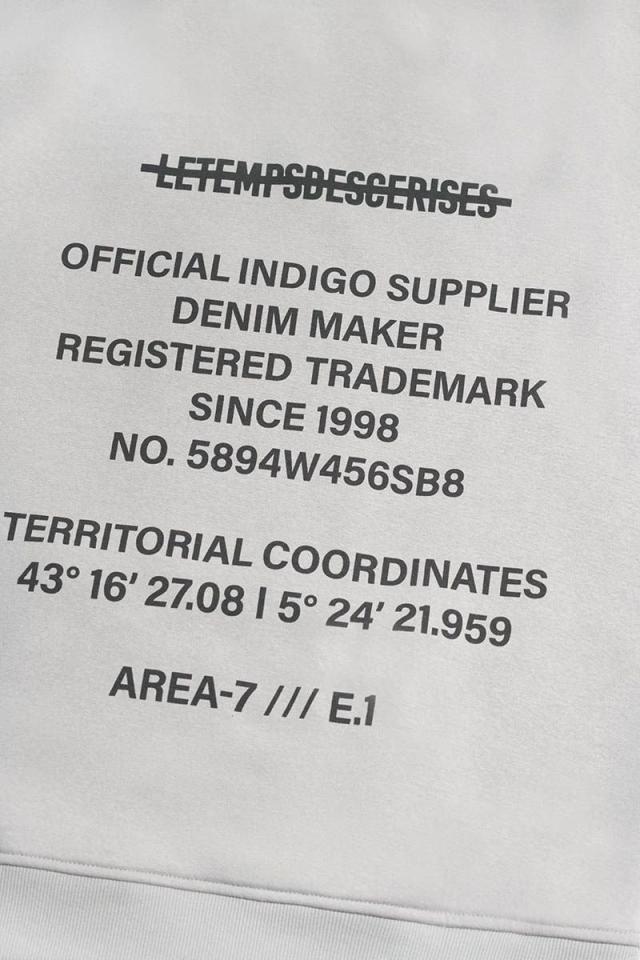 LETEMPSDESCERISES
OFFICIAL INDIGO SUPPLIER
DENIM MAKER
REGISTERED TRADEMARK
SINCE 1998
NO. 5894W456SB8
TERRITORIAL COORDINATES
43° 16′ 27.08 | 5° 24′ 21.959
AREA-7 /// E.1